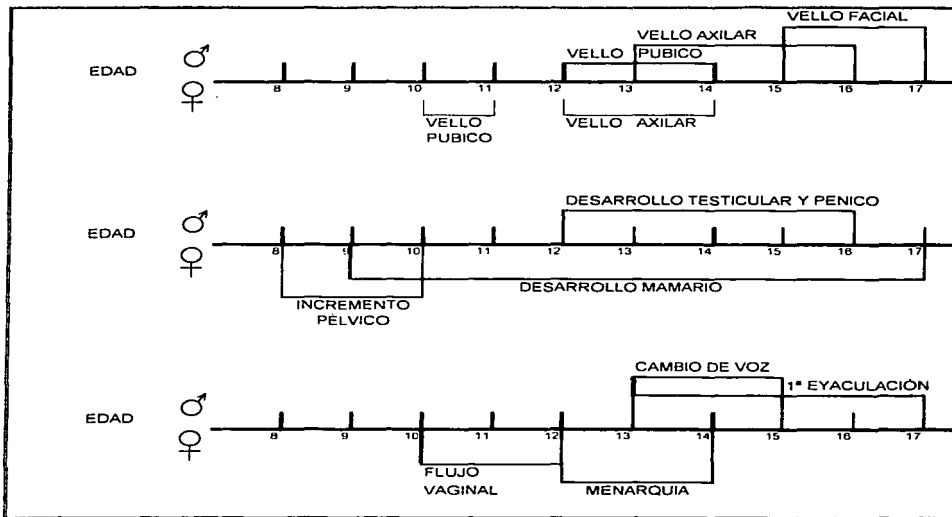 VELLO FACIAL
VELLO AXILAR
VELLO PUBICO
EDAD ♂
♀
8 9 10 11 12 13 14 15 16 17
VELLO PUBICO
VELLO AXILAR
DESARROLLO TESTICULAR Y PENICO
EDAD ♂
♀
8 9 10 11 12 13 14 15 16 17
DESARROLLO MAMARIO
INCREMENTO
PÉLVICO
CAMBIO DE VOZ
1ª EYACULACIÓN
EDAD ♂
♀
8 9 10 11 12 13 14 15 16 17
FLUJO
VAGINAL
MENARQUIA